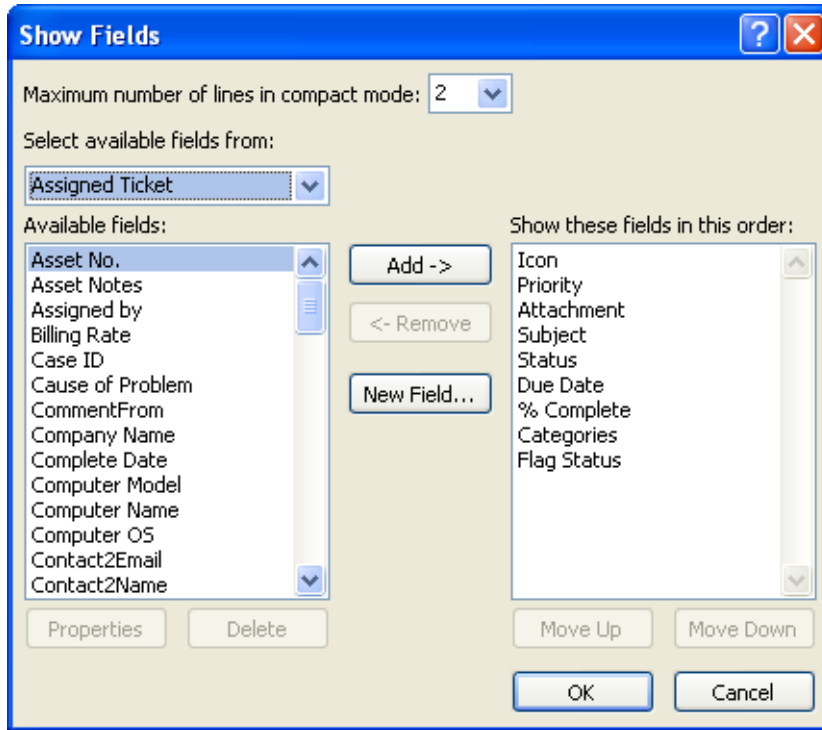 Show Fields
Maximum number of lines in compact mode: 2
Select available fields from:
Assigned Ticket
Available fields:
Asset No.
Asset Notes
Assigned by
Billing Rate
Case ID
Cause of Problem
CommentFrom
Company Name
Complete Date
Computer Model
Computer Name
Computer OS
Contact2Email
Contact2Name
Properties
Delete
Add ->
<- Remove
New Field...
Show these fields in this order:
Icon
Priority
Attachment
Subject
Status
Due Date
% Complete
Categories
Flag Status
Move Up
Move Down
OK
Cancel